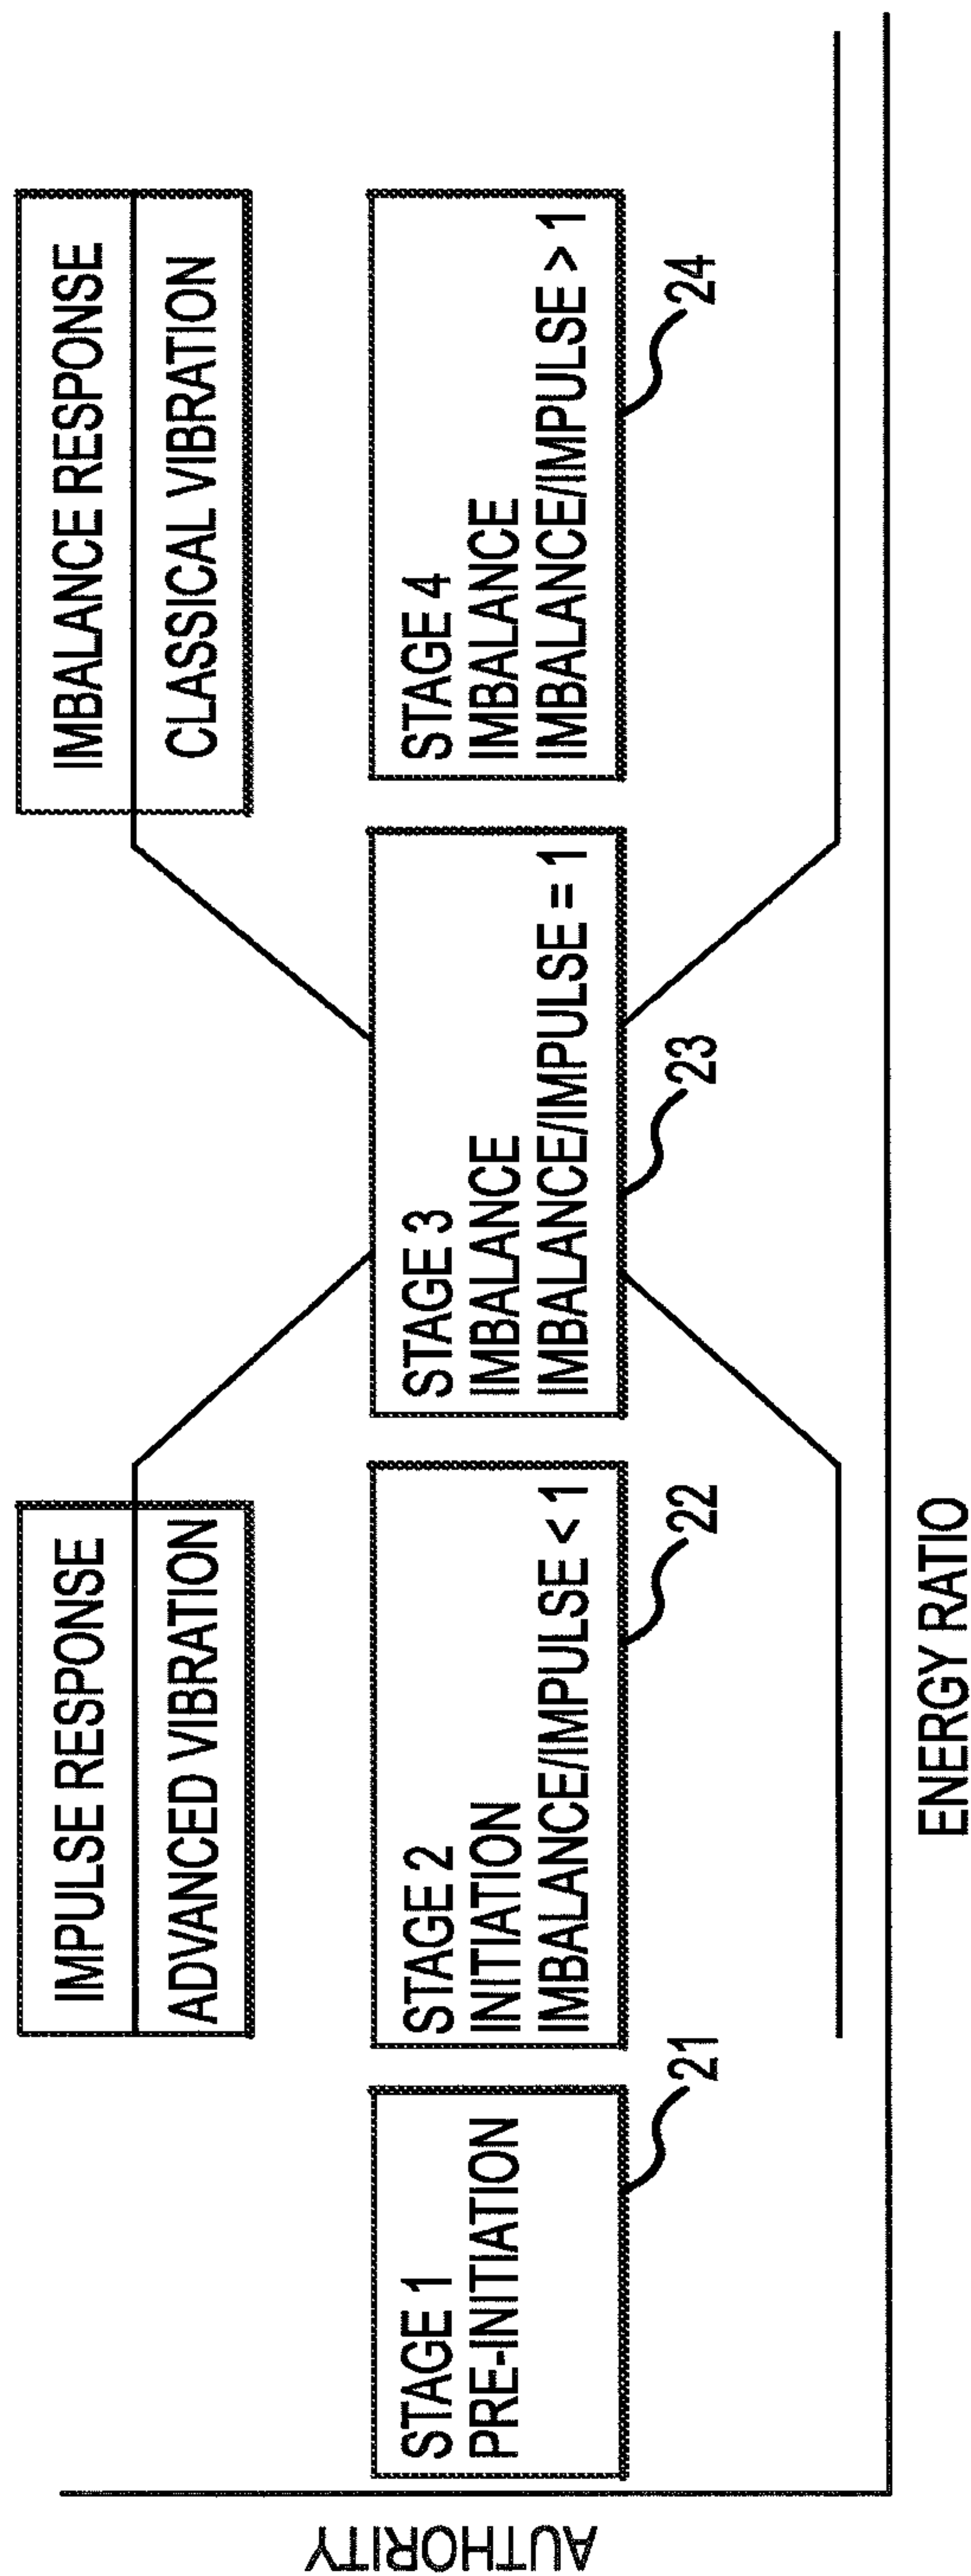 IMPULSE RESPONSE
ADVANCED VIBRATION
IMBALANCE RESPONSE
CLASSICAL VIBRATION
STAGE 1
PRE-INITIATION
21
STAGE 2
INITIATION
IMBALANCE/IMPULSE < 1
22
STAGE 3
IMBALANCE
IMBALANCE/IMPULSE = 1
23
STAGE 4
IMBALANCE
IMBALANCE/IMPULSE > 1
24
AUTHORITY
ENERGY RATIO